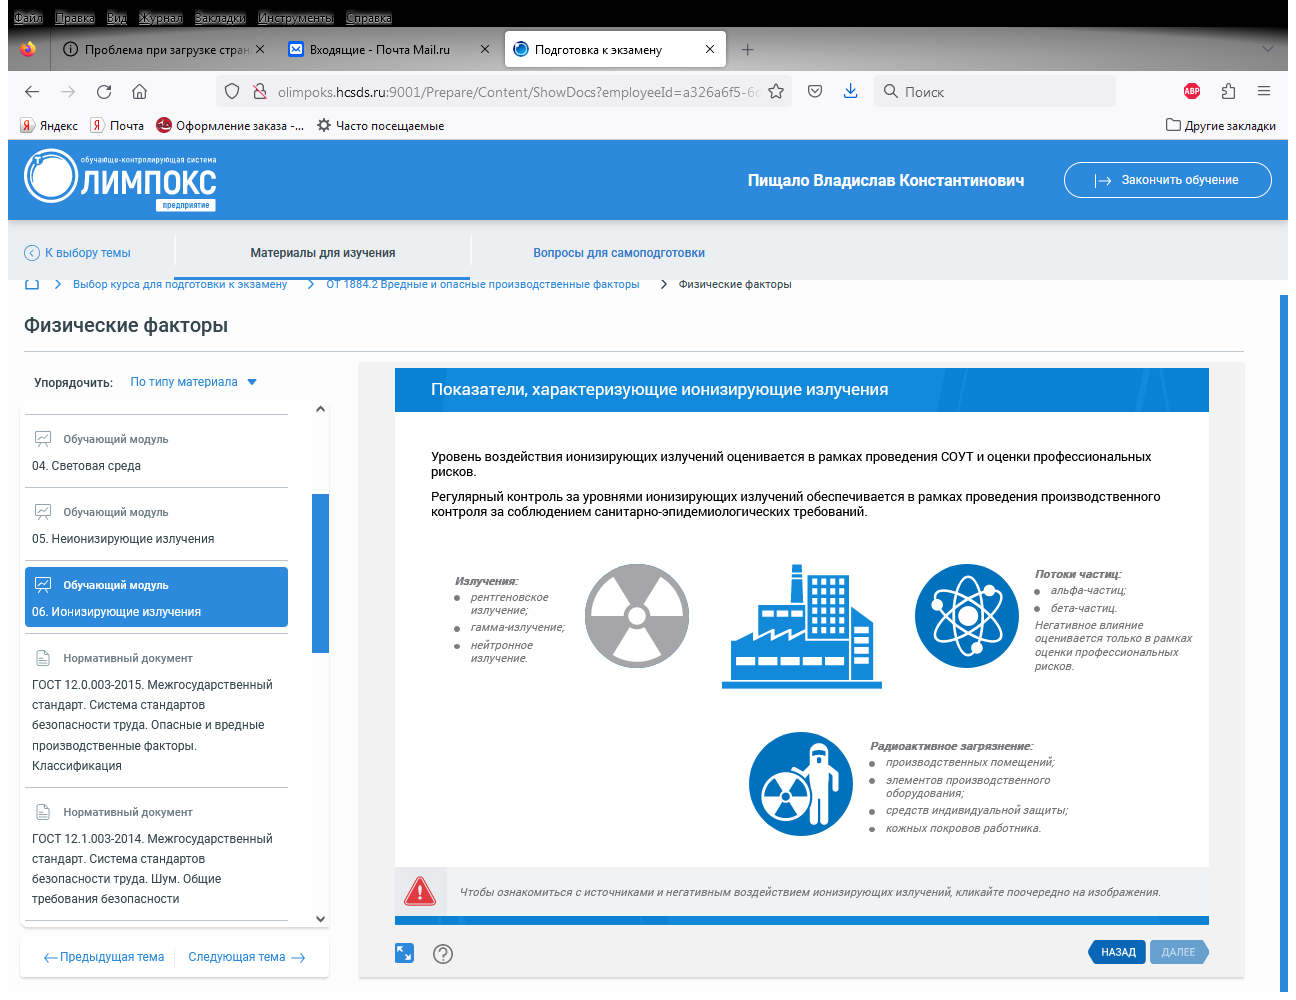 Файл Правка Вид Журнал Закладки Инструменты Справка
Проблема при загрузке стран
Входящие - Почта Mail.ru
Подготовка к экзамену
olimpoks.hcsds.ru:9001/Prepare/Content/ShowDocs?employeeId=a326a6f5-6
Поиск
ABP
Яндекс
Почта
Оформление заказа -...
Часто посещаемые
Другие закладки
обучающе-контролирующая система
ОЛИМПОКС
предприятие
Пищало Владислав Константинович
Закончить обучение
К выбору темы
Материалы для изучения
Вопросы для самоподготовки
Выбор курса для подготовки к экзамену > ОТ 1884.2 Вредные и опасные производственные факторы > Физические факторы
Физические факторы
Упорядочить: По типу материала
Обучающий модуль
04. Световая среда
Обучающий модуль
05. Неионизирующие излучения
Обучающий модуль
06. Ионизирующие излучения
Нормативный документ
ГОСТ 12.0.003-2015. Межгосударственный
стандарт. Система стандартов
безопасности труда. Опасные и вредные
производственные факторы.
Классификация
Нормативный документ
ГОСТ 12.1.003-2014. Межгосударственный
стандарт. Система стандартов
безопасности труда. Шум. Общие
требования безопасности
Предыдущая тема
Следующая тема
Показатели, характеризующие ионизирующие излучения
Уровень воздействия ионизирующих излучений оценивается в рамках проведения СОУТ и оценки профессиональных
рисков.
Регулярный контроль за уровнями ионизирующих излучений обеспечивается в рамках проведения производственного
контроля за соблюдением санитарно-эпидемиологических требований.
Излучения:
рентгеновское
излучение;
гамма-излучение;
нейтронное
излучение.
Потоки частиц:
альфа-частиц;
бета-частиц.
Негативное влияние
оценивается только в рамках
оценки профессиональных
рисков.
Радиоактивное загрязнение:
производственных помещений;
элементов производственного
оборудования;
средств индивидуальной защиты;
кожных покровов работника.
Чтобы ознакомиться с источниками и негативным воздействием ионизирующих излучений, кликайте поочередно на изображения.
НАЗАД
ДАЛЕЕ